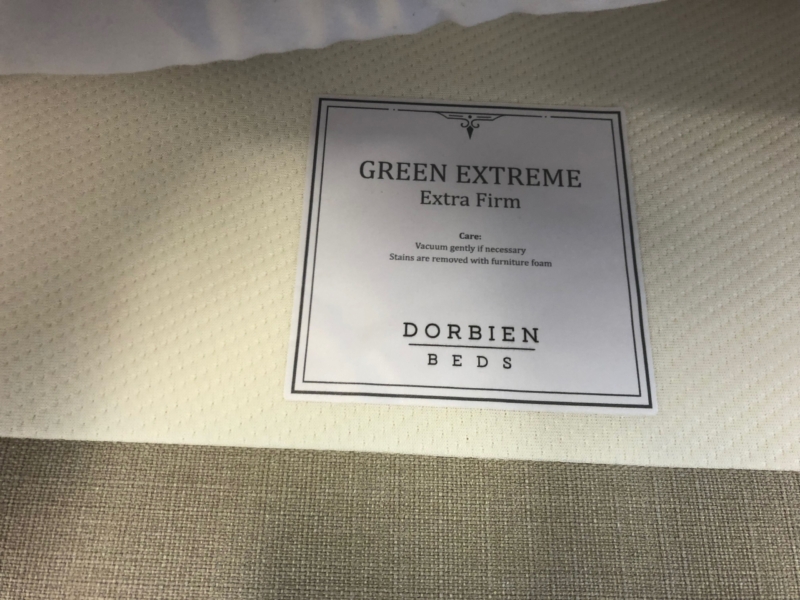 GREEN EXTREME
Extra Firm
Care:
Vacuum gently if necessary
Stains are removed with furniture foam
DORBIEN
BEDS